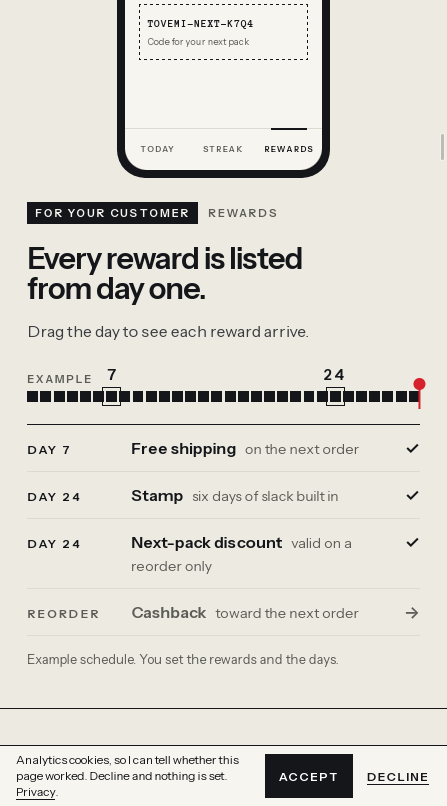 TOVEMI-NEXT-K7Q4
Code for your next pack
TODAY STREAK REWARDS
FOR YOUR CUSTOMER REWARDS
Every reward is listed
from day one.
Drag the day to see each reward arrive.
EXAMPLE 7 24
DAY 7 Free shipping on the next order
DAY 24 Stamp six days of slack built in
DAY 24 Next-pack discount valid on a
reorder only
REORDER Cashback toward the next order
Example schedule. You set the rewards and the days.
Analytics cookies, so I can tell whether this
page worked. Decline and nothing is set.
Privacy.
ACCEPT DECLINE